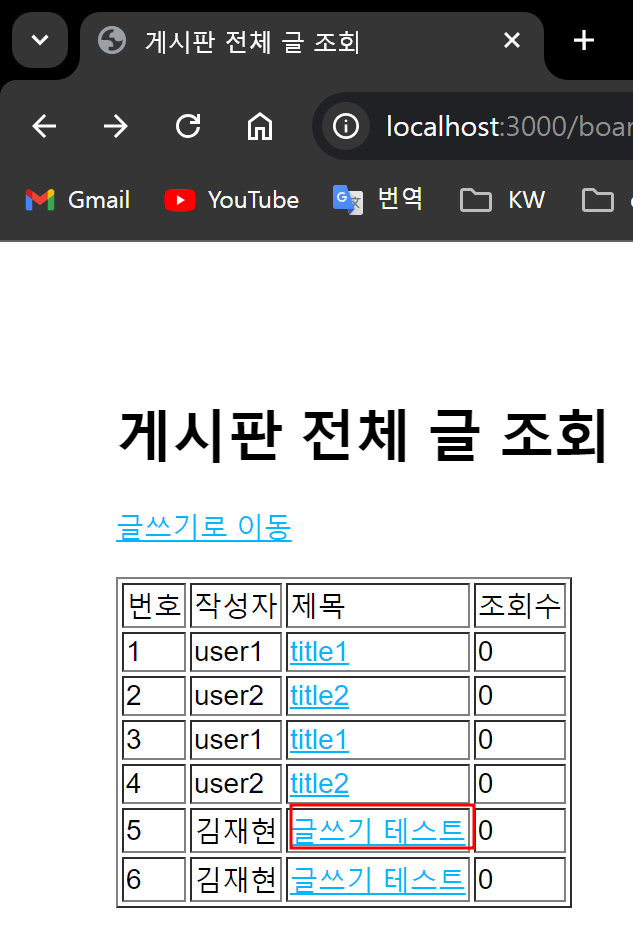 게시판 전체 글 조회
localhost:3000/boar
Gmail YouTube 번역 KW
게시판 전체 글 조회
글쓰기로 이동
번호 작성자 제목 조회수
1 user1 title1 0
2 user2 title2 0
3 user1 title1 0
4 user2 title2 0
5 김재현 글쓰기 테스트 0
6 김재현 글쓰기 테스트 0